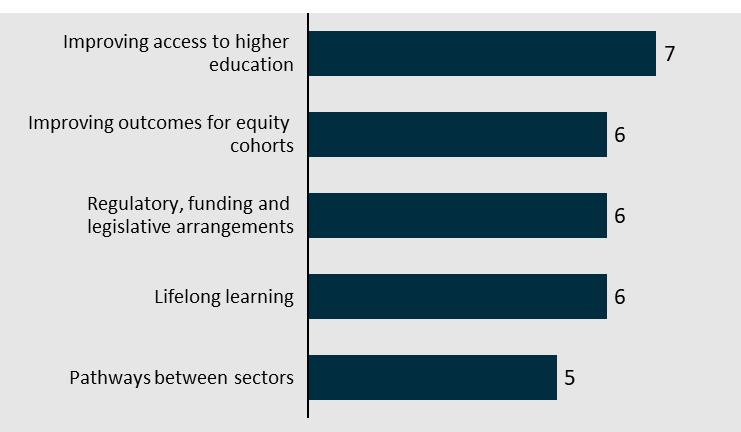 Improving access to higher
education
7
Improving outcomes for equity
cohorts
6
Regulatory, funding and
legislative arrangements
6
Lifelong learning
6
Pathways between sectors
5